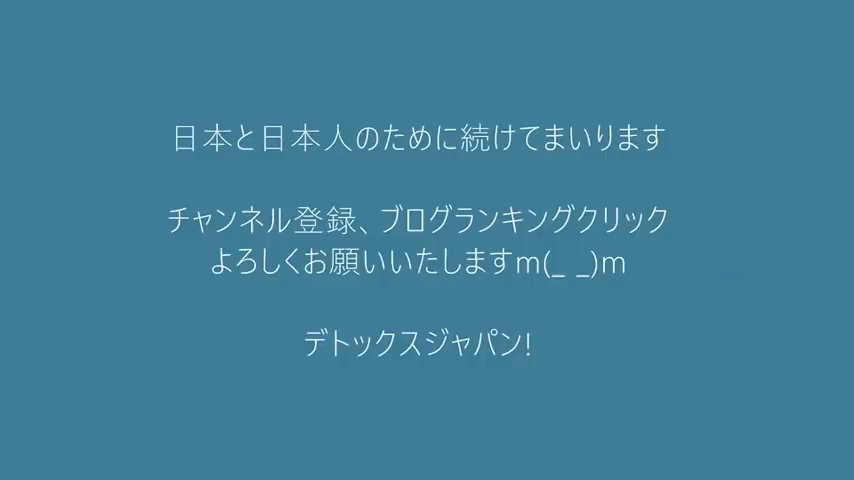 日本と日本人のために続けてまいります
チャンネル登録、ブログランキングクリック
よろしくお願いいたしますm(_ _)m
デトックスジャパン!